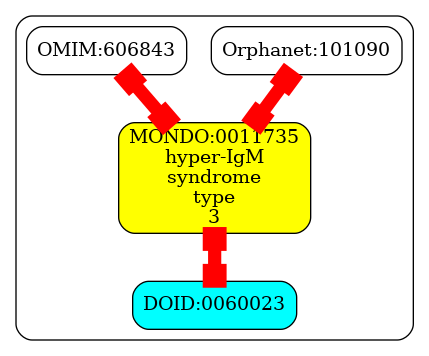 OMIM:606843
Orphanet:101090
MONDO:0011735
hyper-IgM
syndrome
type
3
DOID:0060023